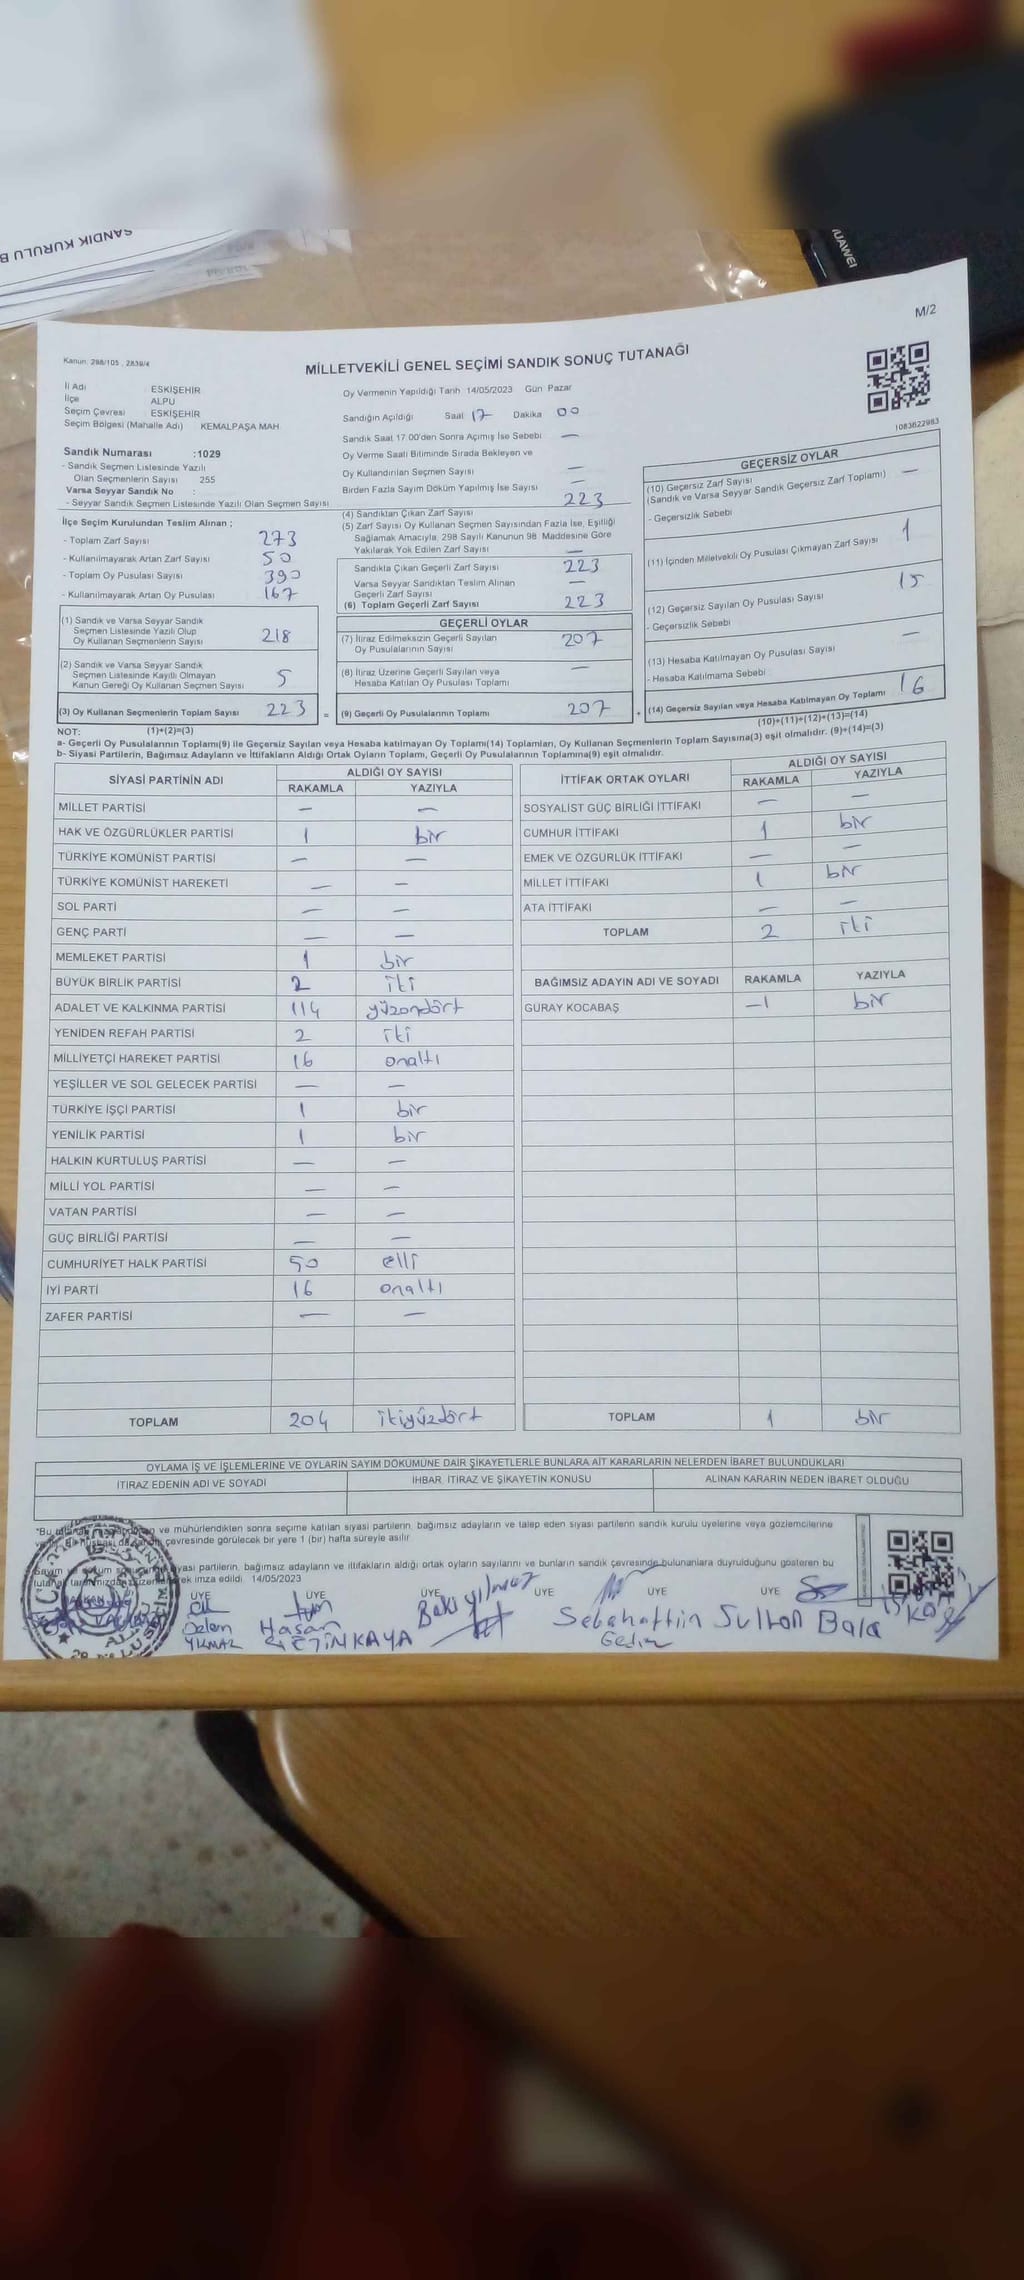 SANDIK KURULU B
HUAWEI
M/2
Kanun: 298/105 , 2839/4
MİLLETVEKİLİ GENEL SEÇİMİ SANDIK SONUÇ TUTANAĞI
İl Adı ESKİŞEHİR
İlçe ALPU
Seçim Çevresi ESKİŞEHİR
Seçim Bölgesi (Mahalle Adı) KEMALPAŞA MAH
Sandık Numarası :1029
- Sandık Seçmen Listesinde Yazılı
Olan Seçmenlerin Sayısı 255
Varsa Seyyar Sandık No :
- Seyyar Sandık Seçmen Listesinde Yazılı Olan Seçmen Sayısı
İlçe Seçim Kurulundan Teslim Alınan ;
- Toplam Zarf Sayısı 273
- Kullanılmayarak Artan Zarf Sayısı 50
- Toplam Oy Pusulası Sayısı 390
- Kullanılmayarak Artan Oy Pusulası 167
(1) Sandık ve Varsa Seyyar Sandık
Seçmen Listesinde Yazılı Olup
Oy Kullanan Seçmenlerin Sayısı 218
(2) Sandık ve Varsa Seyyar Sandık
Seçmen Listesinde Kayıtlı Olmayan
Kanun Gereği Oy Kullanan Seçmen Sayısı 5
(3) Oy Kullanan Seçmenlerin Toplam Sayısı 223 =
Oy Vermenin Yapıldığı Tarih 14/05/2023 Gün Pazar
Sandığın Açıldığı Saat 17 Dakika 00
Sandık Saat 17.00'den Sonra Açılmış İse Sebebi —
Oy Verme Saati Bitiminde Sırada Bekleyen ve
Oy Kullandırılan Seçmen Sayısı —
Birden Fazla Sayım Döküm Yapılmış İse Sayısı —
(4) Sandıktan Çıkan Zarf Sayısı 223
(5) Zarf Sayısı Oy Kullanan Seçmen Sayısından Fazla İse, Eşitliği
Sağlamak Amacıyla, 298 Sayılı Kanunun 98. Maddesine Göre
Yakılarak Yok Edilen Zarf Sayısı —
Sandıkta Çıkan Geçerli Zarf Sayısı 223
Varsa Seyyar Sandıktan Teslim Alınan
Geçerli Zarf Sayısı —
(6) Toplam Geçerli Zarf Sayısı 223
GEÇERLİ OYLAR
(7) İtiraz Edilmeksizin Geçerli Sayılan
Oy Pusulalarının Sayısı 207
(8) İtiraz Üzerine Geçerli Sayılan veya
Hesaba Katılan Oy Pusulası Toplamı —
(9) Geçerli Oy Pusulalarının Toplamı 207 +
1083622983
GEÇERSİZ OYLAR
(10) Geçersiz Zarf Sayısı —
(Sandık ve Varsa Seyyar Sandık Geçersiz Zarf Toplamı)
- Geçersizlik Sebebi
(11) İçinden Milletvekili Oy Pusulası Çıkmayan Zarf Sayısı 1
(12) Geçersiz Sayılan Oy Pusulası Sayısı 15
- Geçersizlik Sebebi
(13) Hesaba Katılmayan Oy Pusulası Sayısı —
- Hesaba Katılmama Sebebi
(14) Geçersiz Sayılan veya Hesaba Katılmayan Oy Toplamı 16
NOT: (1)+(2)=(3) (10)+(11)+(12)+(13)=(14)
a- Geçerli Oy Pusulalarının Toplamı(9) ile Geçersiz Sayılan veya Hesaba katılmayan Oy Toplamı(14) Toplamları, Oy Kullanan Seçmenlerin Toplam Sayısına(3) eşit olmalıdır. (9)+(14)=(3)
b- Siyasi Partilerin, Bağımsız Adayların ve İttifakların Aldığı Ortak Oyların Toplamı, Geçerli Oy Pusulalarının Toplamına(9) eşit olmalıdır.
SİYASİ PARTİNİN ADI ALDIĞI OY SAYISI
RAKAMLA YAZIYLA
MİLLET PARTİSİ — —
HAK VE ÖZGÜRLÜKLER PARTİSİ 1 bir
TÜRKİYE KOMÜNİST PARTİSİ — —
TÜRKİYE KOMÜNİST HAREKETİ — —
SOL PARTİ — —
GENÇ PARTİ — —
MEMLEKET PARTİSİ 1 bir
BÜYÜK BİRLİK PARTİSİ 2 iki
ADALET VE KALKINMA PARTİSİ 114 yüzondört
YENİDEN REFAH PARTİSİ 2 iki
MİLLİYETÇİ HAREKET PARTİSİ 16 onaltı
YEŞİLLER VE SOL GELECEK PARTİSİ — —
TÜRKİYE İŞÇİ PARTİSİ 1 bir
YENİLİK PARTİSİ 1 bir
HALKIN KURTULUŞ PARTİSİ — —
MİLLİ YOL PARTİSİ — —
VATAN PARTİSİ — —
GÜÇ BİRLİĞİ PARTİSİ — —
CUMHURİYET HALK PARTİSİ 50 elli
İYİ PARTİ 16 onaltı
ZAFER PARTİSİ — —
TOPLAM 204 ikiyüzdört
İTTİFAK ORTAK OYLARI ALDIĞI OY SAYISI
RAKAMLA YAZIYLA
SOSYALİST GÜÇ BİRLİĞİ İTTİFAKI — —
CUMHUR İTTİFAKI 1 bir
EMEK VE ÖZGÜRLÜK İTTİFAKI — —
MİLLET İTTİFAKI 1 bir
ATA İTTİFAKI — —
TOPLAM 2 iki
BAĞIMSIZ ADAYIN ADI VE SOYADI RAKAMLA YAZIYLA
GÜRAY KOCABAŞ —1 bir
TOPLAM 1 bir
OYLAMA İŞ VE İŞLEMLERİNE VE OYLARIN SAYIM DÖKÜMÜNE DAİR ŞİKAYETLERLE BUNLARA AİT KARARLARIN NELERDEN İBARET BULUNDUKLARI
İTİRAZ EDENİN ADI VE SOYADI İHBAR, İTİRAZ VE ŞİKAYETİN KONUSU ALINAN KARARIN NEDEN İBARET OLDUĞU
ve mühürlendikten sonra seçime katılan siyasi partilerin, bağımsız adayların ve talep eden siyasi partilerin sandık kurulu üyelerine veya gözlemcilerine
çevresinde görülecek bir yere 1 (bir) hafta süreyle asılır.
siyasi partilerin, bağımsız adayların ve ittifakların aldığı ortak oyların sayılarını ve bunların sandık çevresinde bulunanlara duyurulduğunu gösteren bu
imza edildi. 14/05/2023
ÜYE ÜYE ÜYE ÜYE ÜYE ÜYE
Özlem YILMAZ
Hasan ÇETİNKAYA
Baki yılmaz
Sebahattin Gedik
Sultan Bala